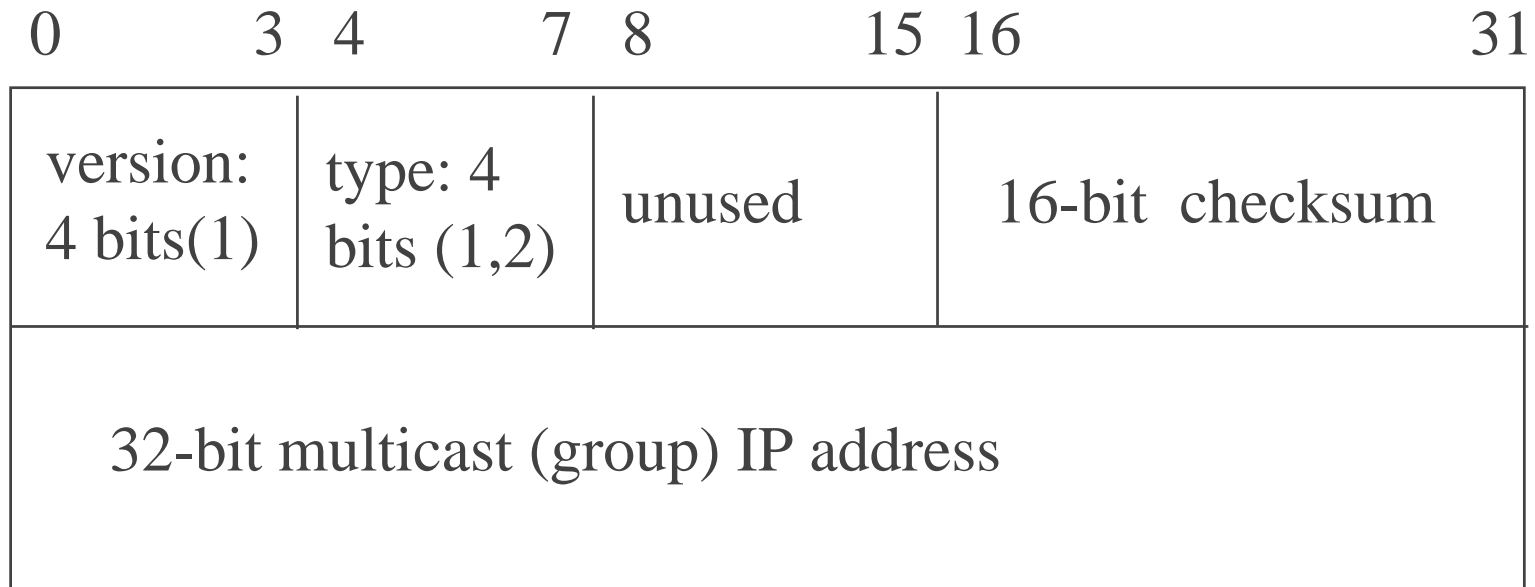 0 3 4 7 8 15 16 31
version:
4 bits(1)
type: 4
bits (1,2)
unused
16-bit checksum
32-bit multicast (group) IP address